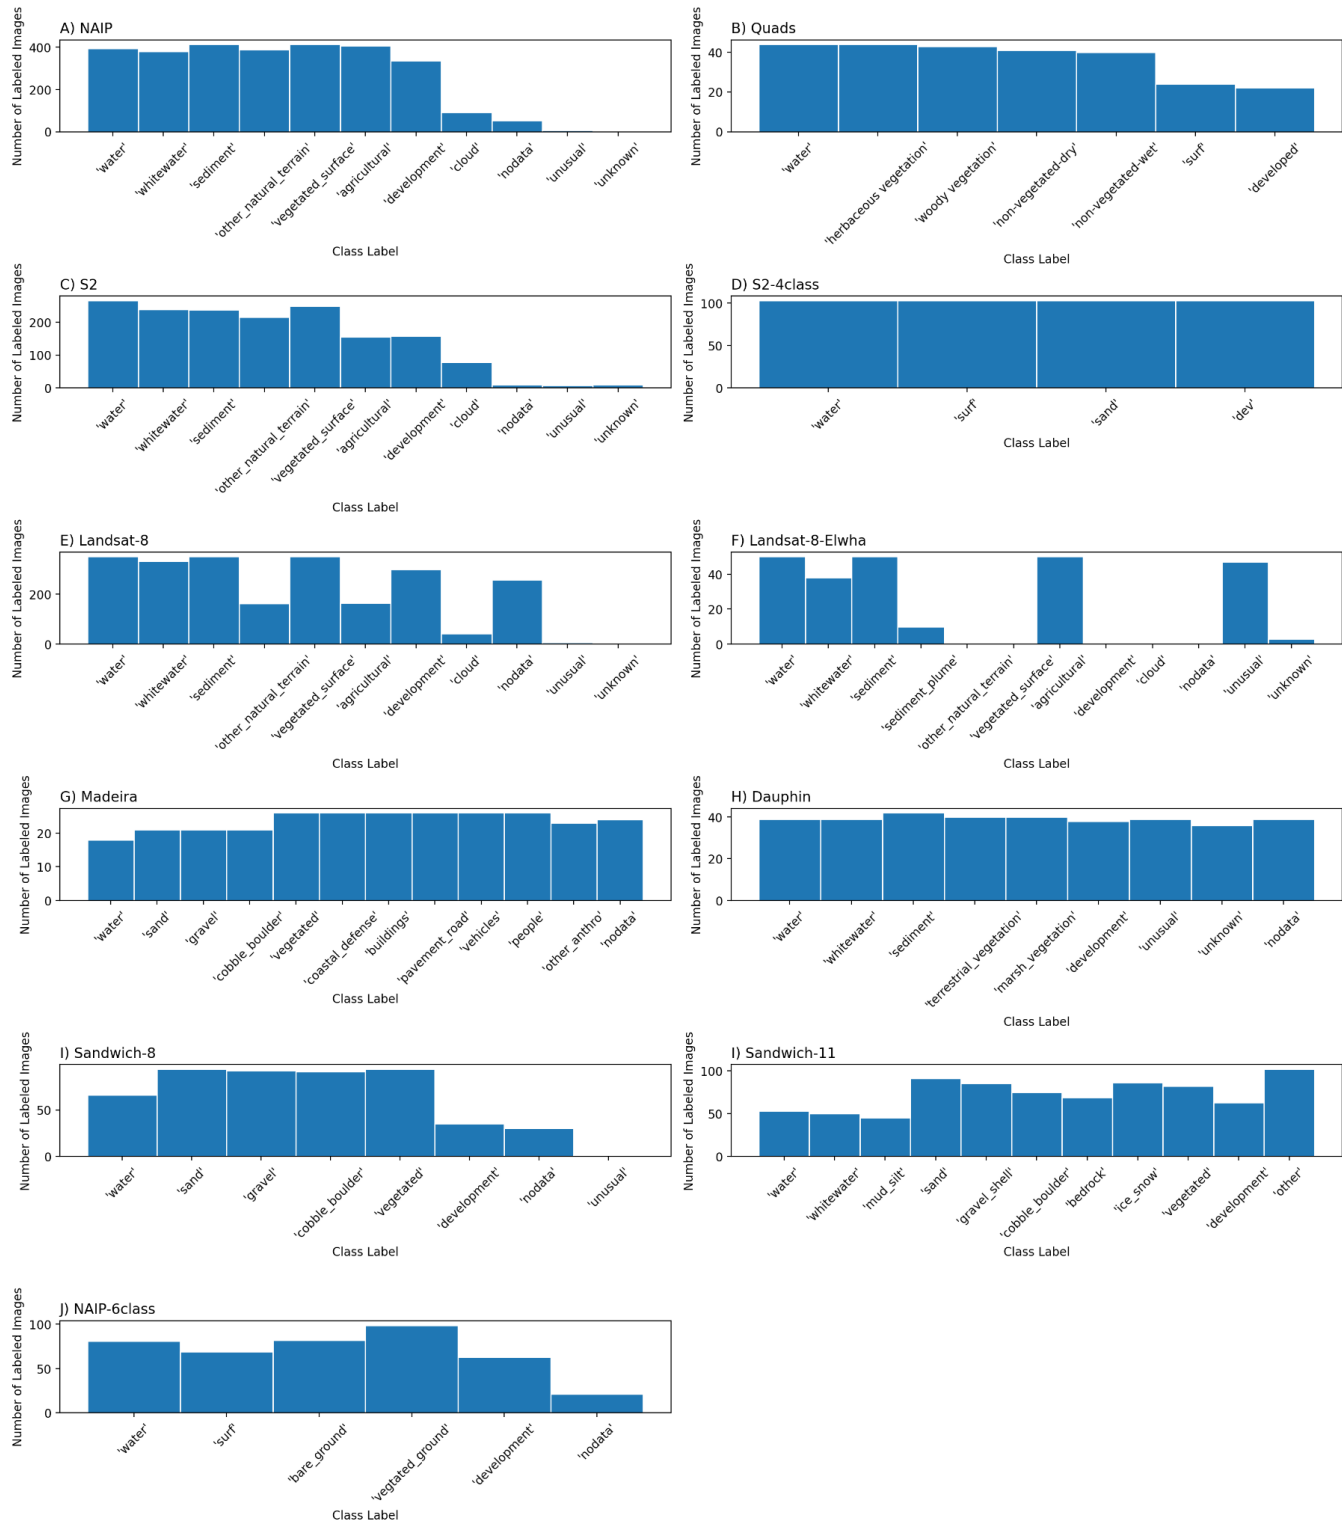 A) NAIP
Number of Labeled Images
400
200
0
'water'
'whitewater'
'sediment'
'other_natural_terrain'
'vegetated_surface'
'agricultural'
'development'
'cloud'
'nodata'
'unusual'
'unknown'
Class Label
B) Quads
Number of Labeled Images
40
20
0
'water'
'herbaceous vegetation'
'woody vegetation'
'non-vegetated-dry'
'non-vegetated-wet'
'surf'
'developed'
Class Label
C) S2
Number of Labeled Images
200
100
0
'water'
'whitewater'
'sediment'
'other_natural_terrain'
'vegetated_surface'
'agricultural'
'development'
'cloud'
'nodata'
'unusual'
'unknown'
Class Label
D) S2-4class
Number of Labeled Images
100
50
0
'water'
'surf'
'sand'
'dev'
Class Label
E) Landsat-8
Number of Labeled Images
200
0
'water'
'whitewater'
'sediment'
'other_natural_terrain'
'vegetated_surface'
'agricultural'
'development'
'cloud'
'nodata'
'unusual'
'unknown'
Class Label
F) Landsat-8-Elwha
Number of Labeled Images
40
20
0
'water'
'whitewater'
'sediment'
'sediment_plume'
'other_natural_terrain'
'vegetated_surface'
'agricultural'
'development'
'cloud'
'nodata'
'unusual'
'unknown'
Class Label
G) Madeira
Number of Labeled Images
20
10
0
'water'
'sand'
'gravel'
'cobble_boulder'
'vegetated'
'coastal_defense'
'buildings'
'pavement_road'
'vehicles'
'people'
'other_anthro'
'nodata'
Class Label
H) Dauphin
Number of Labeled Images
40
20
0
'water'
'whitewater'
'sediment'
'terrestrial_vegetation'
'marsh_vegetation'
'development'
'unusual'
'unknown'
'nodata'
Class Label
I) Sandwich-8
Number of Labeled Images
50
0
'water'
'sand'
'gravel'
'cobble_boulder'
'vegetated'
'development'
'nodata'
'unusual'
Class Label
I) Sandwich-11
Number of Labeled Images
100
50
0
'water'
'whitewater'
'mud_silt'
'sand'
'gravel_shell'
'cobble_boulder'
'bedrock'
'ice_snow'
'vegetated'
'development'
'other'
Class Label
J) NAIP-6class
Number of Labeled Images
100
50
0
'water'
'surf'
'bare_ground'
'vegtated_ground'
'development'
'nodata'
Class Label